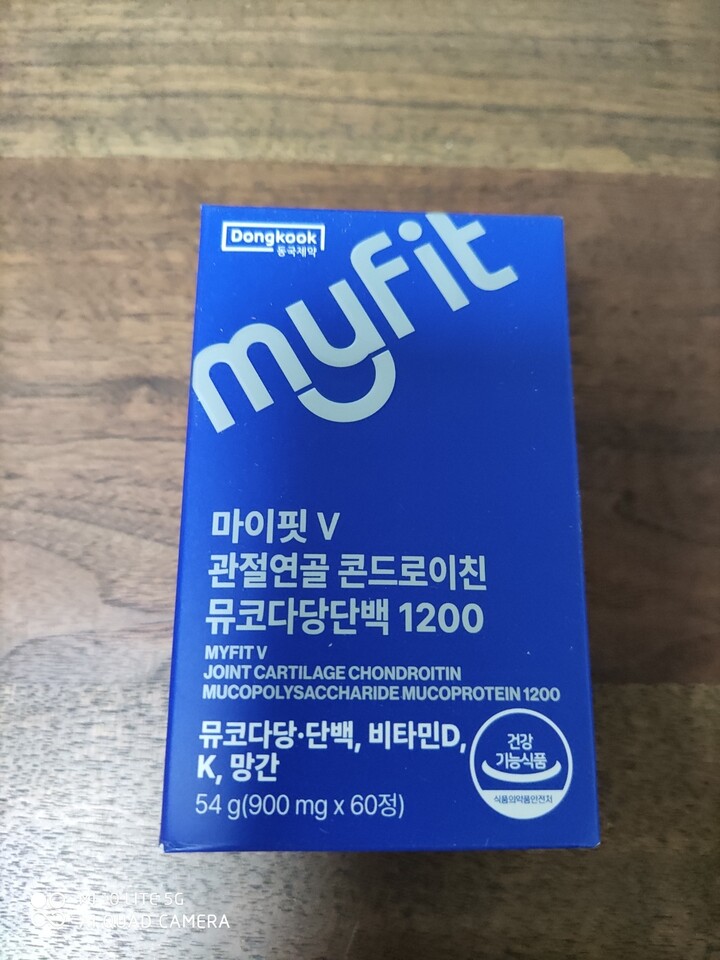 Dongkook
동국제약
myfit
마이핏 V
관절연골 콘드로이친
뮤코다당단백 1200
MYFIT V
JOINT CARTILAGE CHONDROITIN
MUCOPOLYSACCHARIDE MUCOPROTEIN 1200
뮤코다당·단백, 비타민D,
K, 망간
54 g(900 mg x 60정)
건강
기능식품
식품의약품안전처
5G
CAMERA